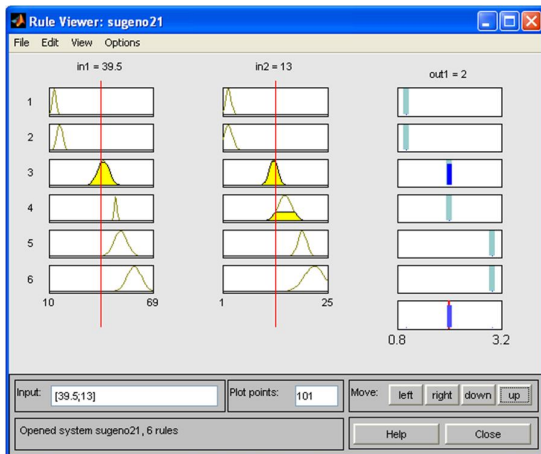 Rule Viewer: sugeno21
File Edit View Options
in1 = 39.5
in2 = 13
out1 = 2
1
2
3
4
5
6
10 69
1 25
0.8 3.2
Input: [39.5;13]
Plot points: 101
Move: left right down up
Opened system sugeno21, 6 rules
Help Close